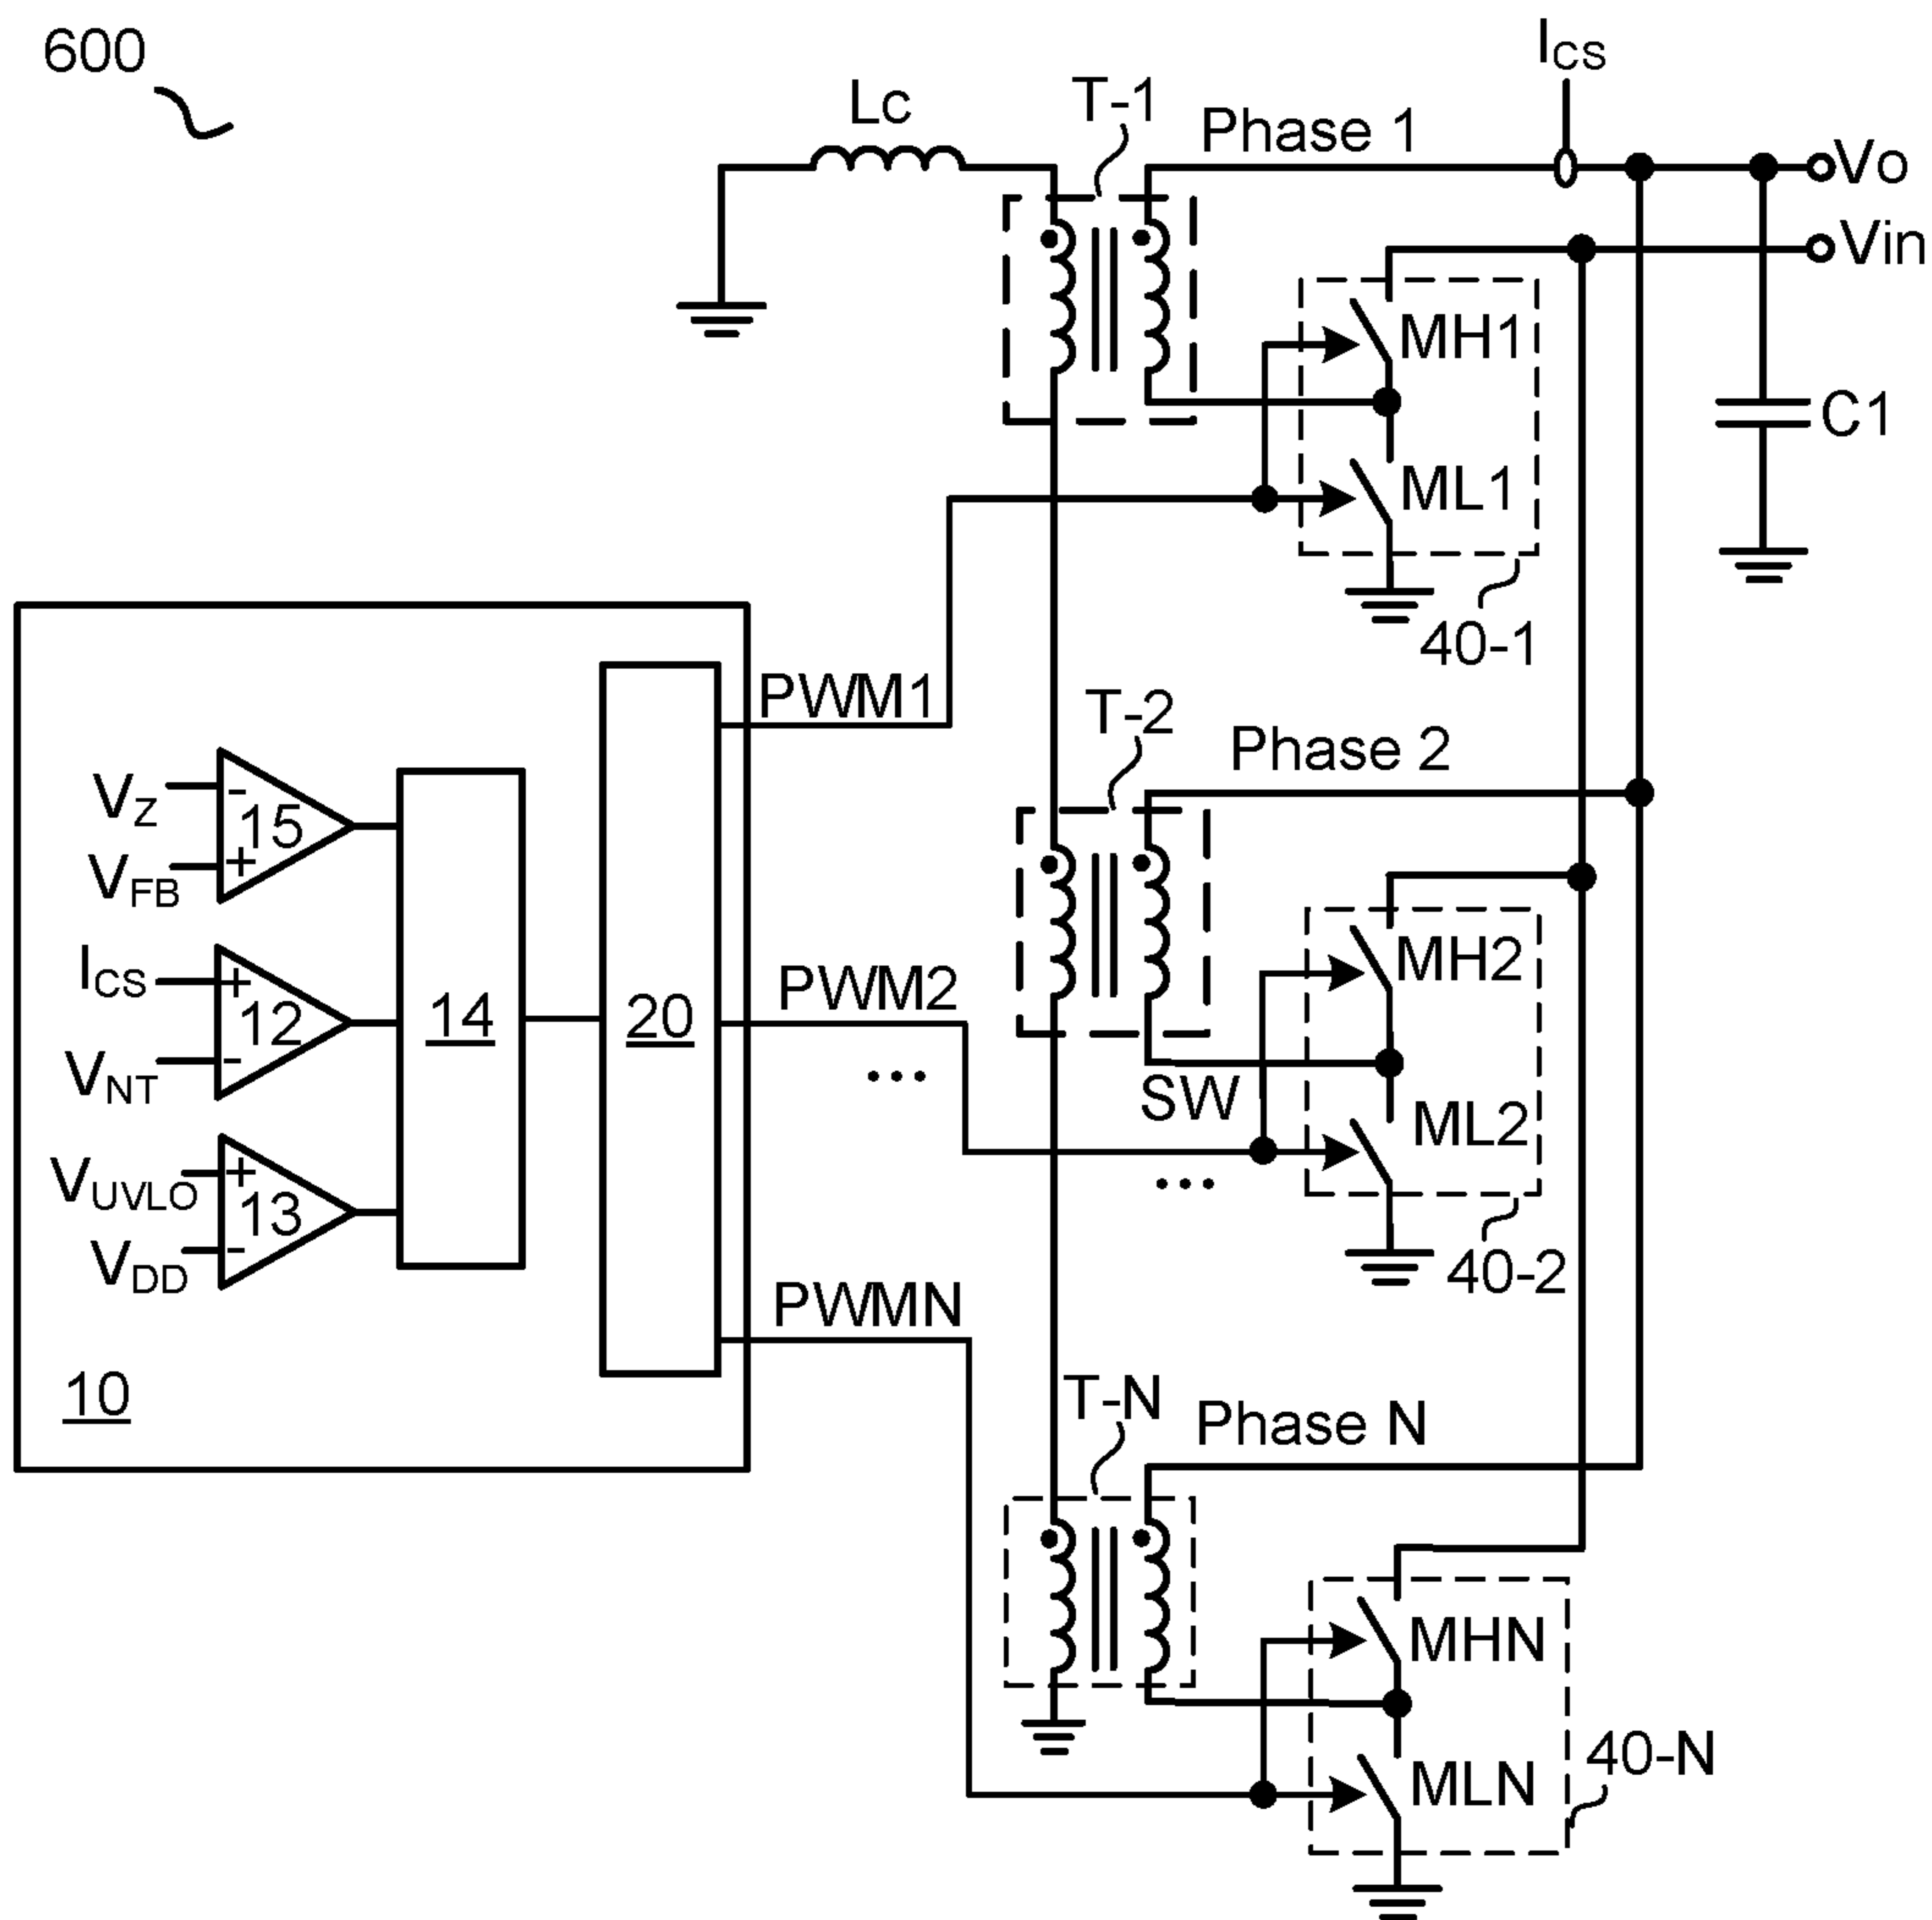 600
ICS
LC
T-1
Phase 1
Vo
Vin
MH1
C1
ML1
40-1
PWM1
T-2
Phase 2
VZ
-
15
VFB
+
ICS
+
12
VNT
-
14
20
PWM2
...
MH2
SW
ML2
...
40-2
VUVLO
+
13
VDD
-
PWMN
10
T-N
Phase N
MHN
40-N
MLN